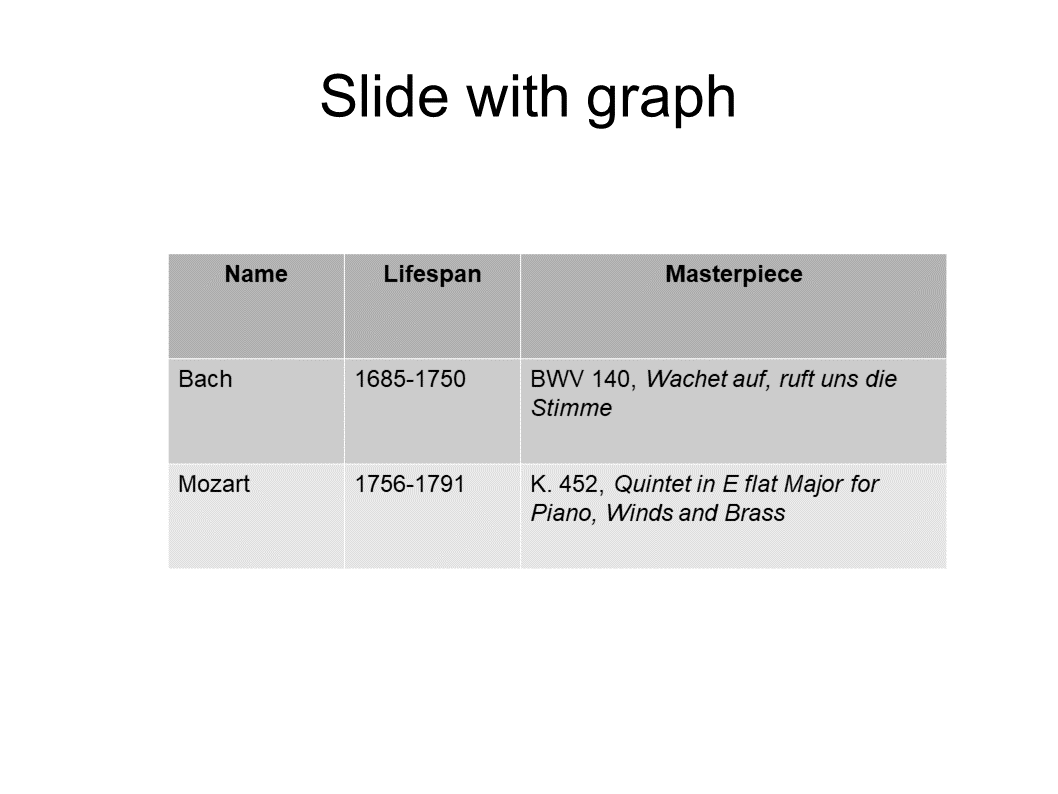 Slide with graph
Name Lifespan Masterpiece
Bach 1685-1750 BWV 140, Wachet auf, ruft uns die
Stimme
Mozart 1756-1791 K. 452, Quintet in E flat Major for
Piano, Winds and Brass